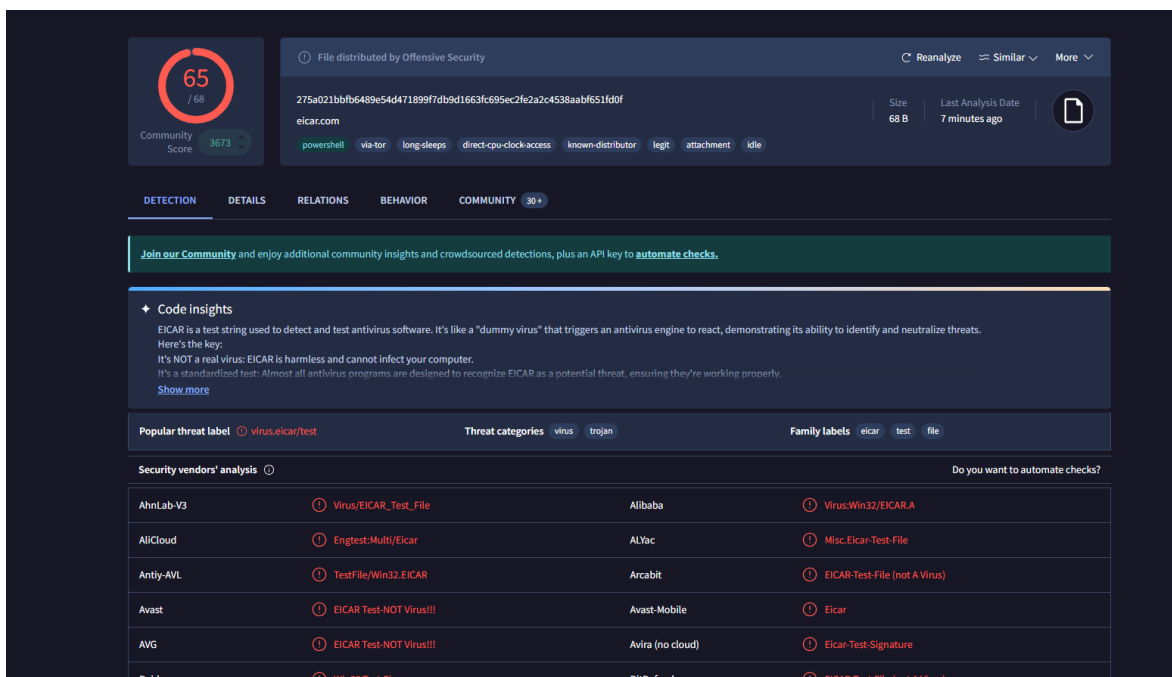 65
/ 68
Community
Score
3673
File distributed by Offensive Security
Reanalyze
Similar
More
275a021bbfb6489e54d471899f7db9d1663fc695ec2fe2a2c4538aabf651fd0f
eicar.com
powershell via-tor long-sleeps direct-cpu-clock-access known-distributor legit attachment idle
Size
68 B
Last Analysis Date
7 minutes ago
DETECTION DETAILS RELATIONS BEHAVIOR COMMUNITY 30+
Join our Community and enjoy additional community insights and crowdsourced detections, plus an API key to automate checks.
Code insights
EICAR is a test string used to detect and test antivirus software. It's like a "dummy virus" that triggers an antivirus engine to react, demonstrating its ability to identify and neutralize threats.
Here's the key:
It's NOT a real virus: EICAR is harmless and cannot infect your computer.
It's a standardized test: Almost all antivirus programs are designed to recognize EICAR as a potential threat, ensuring they're working properly.
Show more
Popular threat label virus.eicar/test Threat categories virus trojan Family labels eicar test file
Security vendors' analysis Do you want to automate checks?
AhnLab-V3 Virus/EICAR_Test_File Alibaba Virus:Win32/EICAR.A
AliCloud Engtest:Multi/Eicar ALYac Misc.Eicar-Test-File
Antiy-AVL TestFile/Win32.EICAR Arcabit EICAR-Test-File (not A Virus)
Avast EICAR Test-NOT Virus!!! Avast-Mobile Eicar
AVG EICAR Test-NOT Virus!!! Avira (no cloud) Eicar-Test-Signature